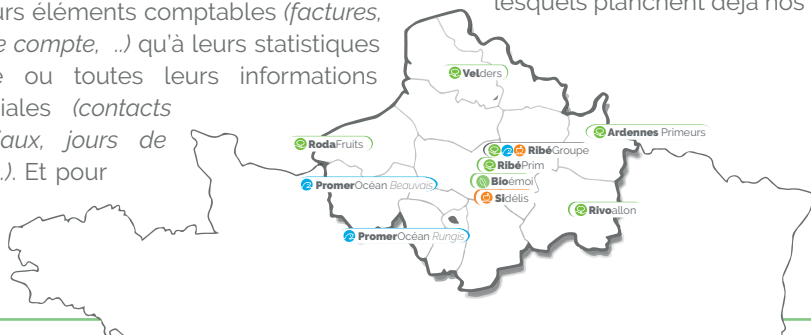 urs éléments comptables (factures,
e compte, ..) qu'à leurs statistiques
e ou toutes leurs informations
iales (contacts
aux, jours de
.). Et pour
lesquels planchent déjà nos
Velders
Ardennes Primeurs
RodaFruits
RibéGroupe
RibéPrim
PromerOcéan Beauvais
Bioémoi
Sidélis
Rivoallon
PromerOcéan Rungis